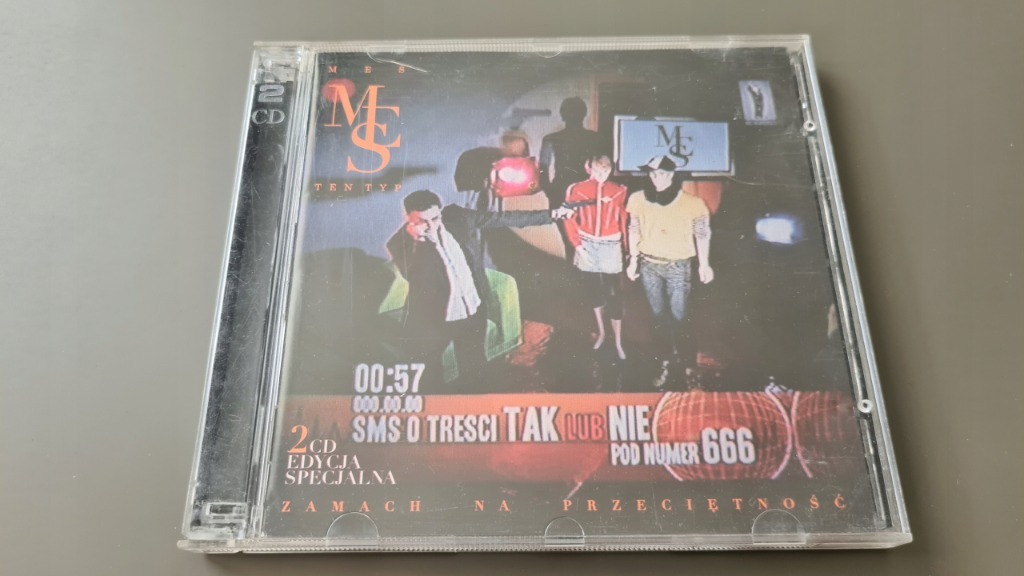 2
CD
MES
MES
TEN TYP
MES
00:57
000.00.00
SMS O TRESCI TAK LUB NIE
POD NUMER 666
2CD
EDYCJA
SPECJALNA
ZAMACH NA PRZECIĘTNOŚĆ